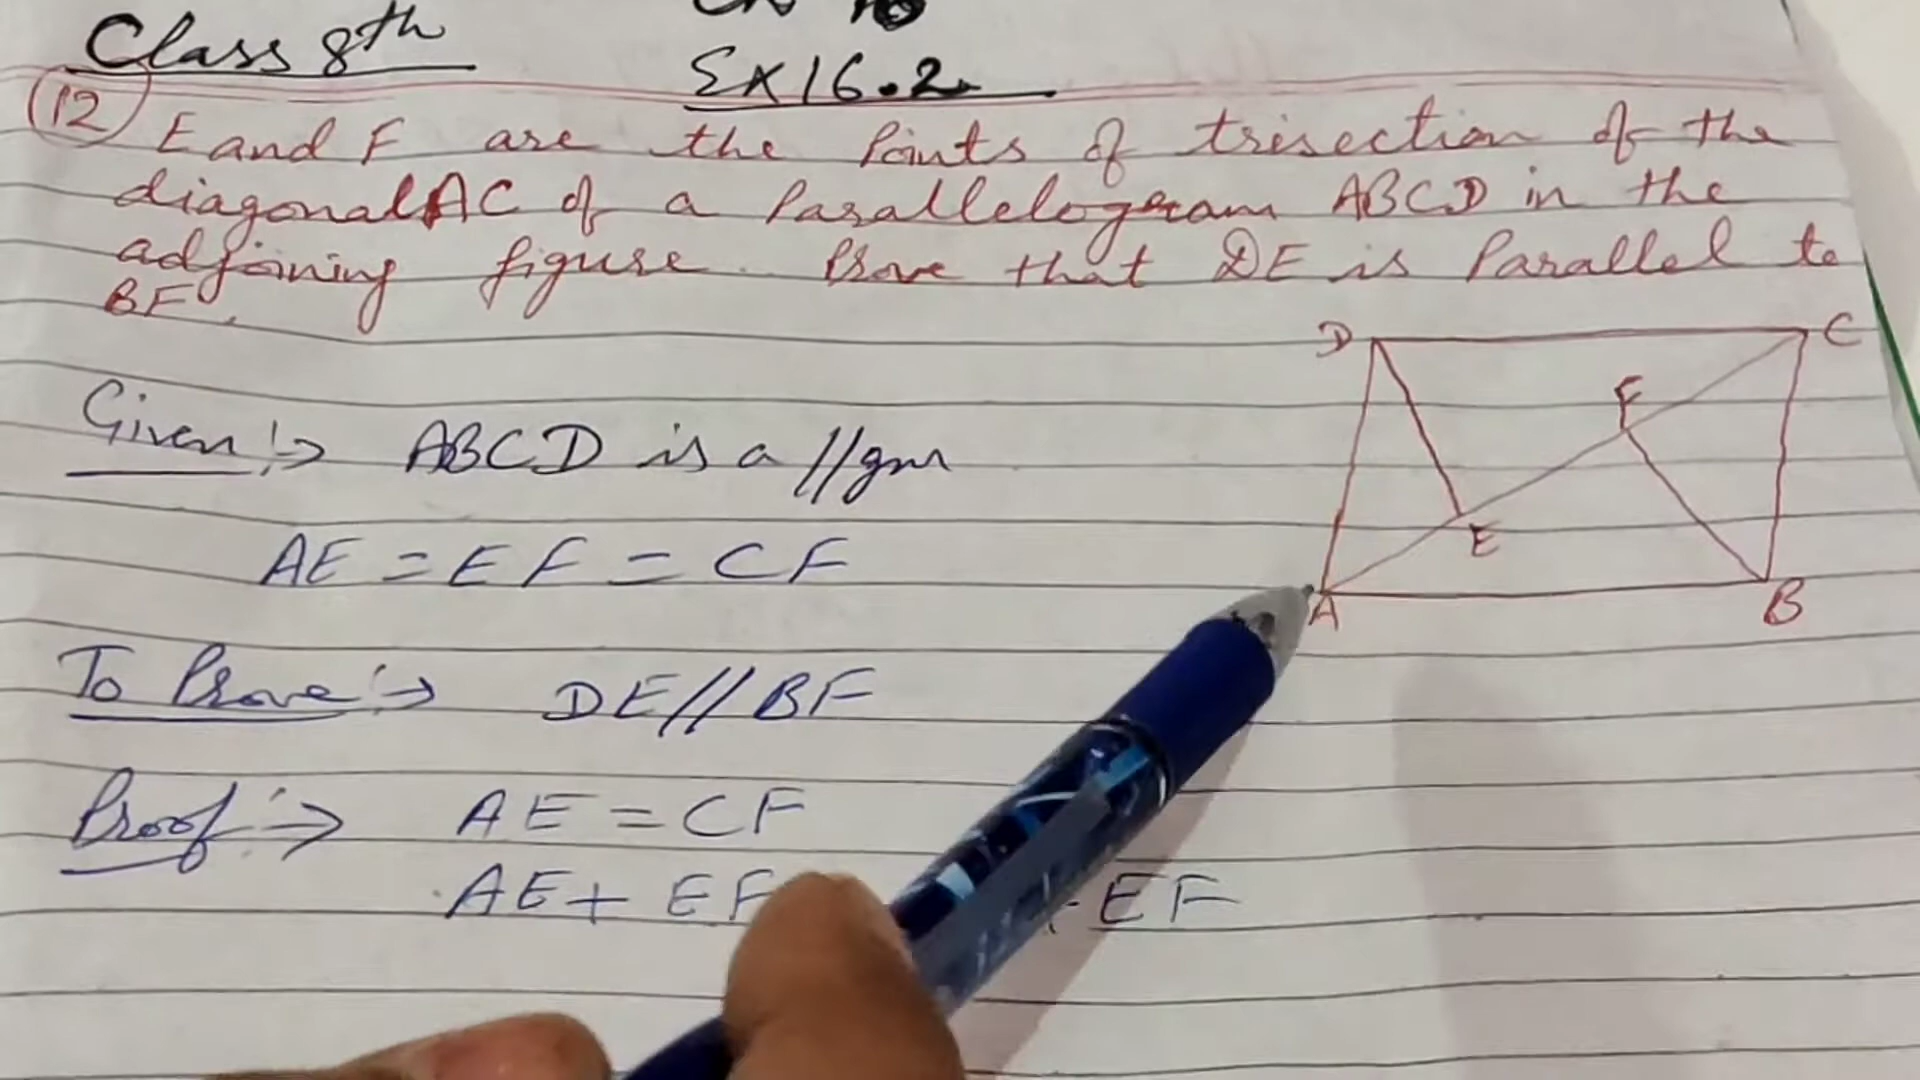 Class 8th
Ex 16.2
(12) E and F are the Points of trisection of the
diagonal AC of a Parallelogram ABCD in the
adjoining figure. Prove that DE is Parallel to
BF.
D C
F
E
A B
Given :→ ABCD is a //gm
AE = EF = CF
To Prove :→ DE // BF
Proof :→ AE = CF
AE + EF + EF